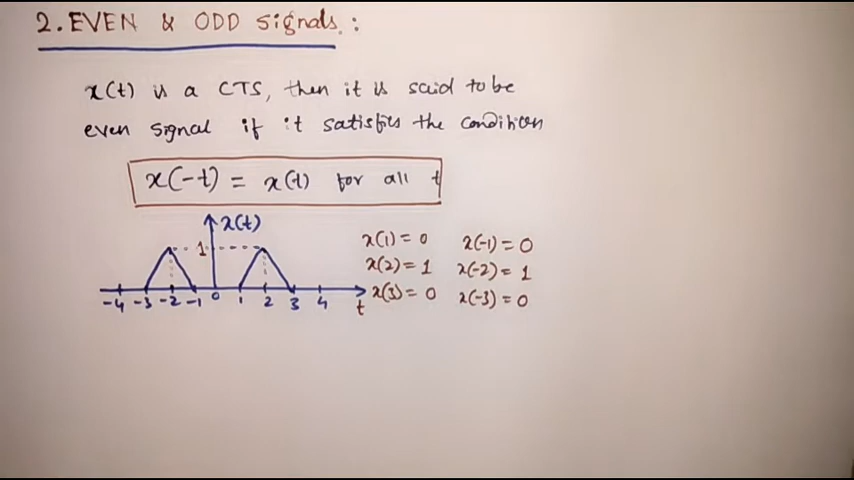 2. EVEN & ODD Signals :
x(t) is a CTS, then it is said to be
even signal if it satisfies the condition
x(-t) = x(t) for all t
x(t)
1
-4 -3 -2 -1 0 1 2 3 4 t
x(1) = 0 x(-1) = 0
x(2) = 1 x(-2) = 1
x(3) = 0 x(-3) = 0